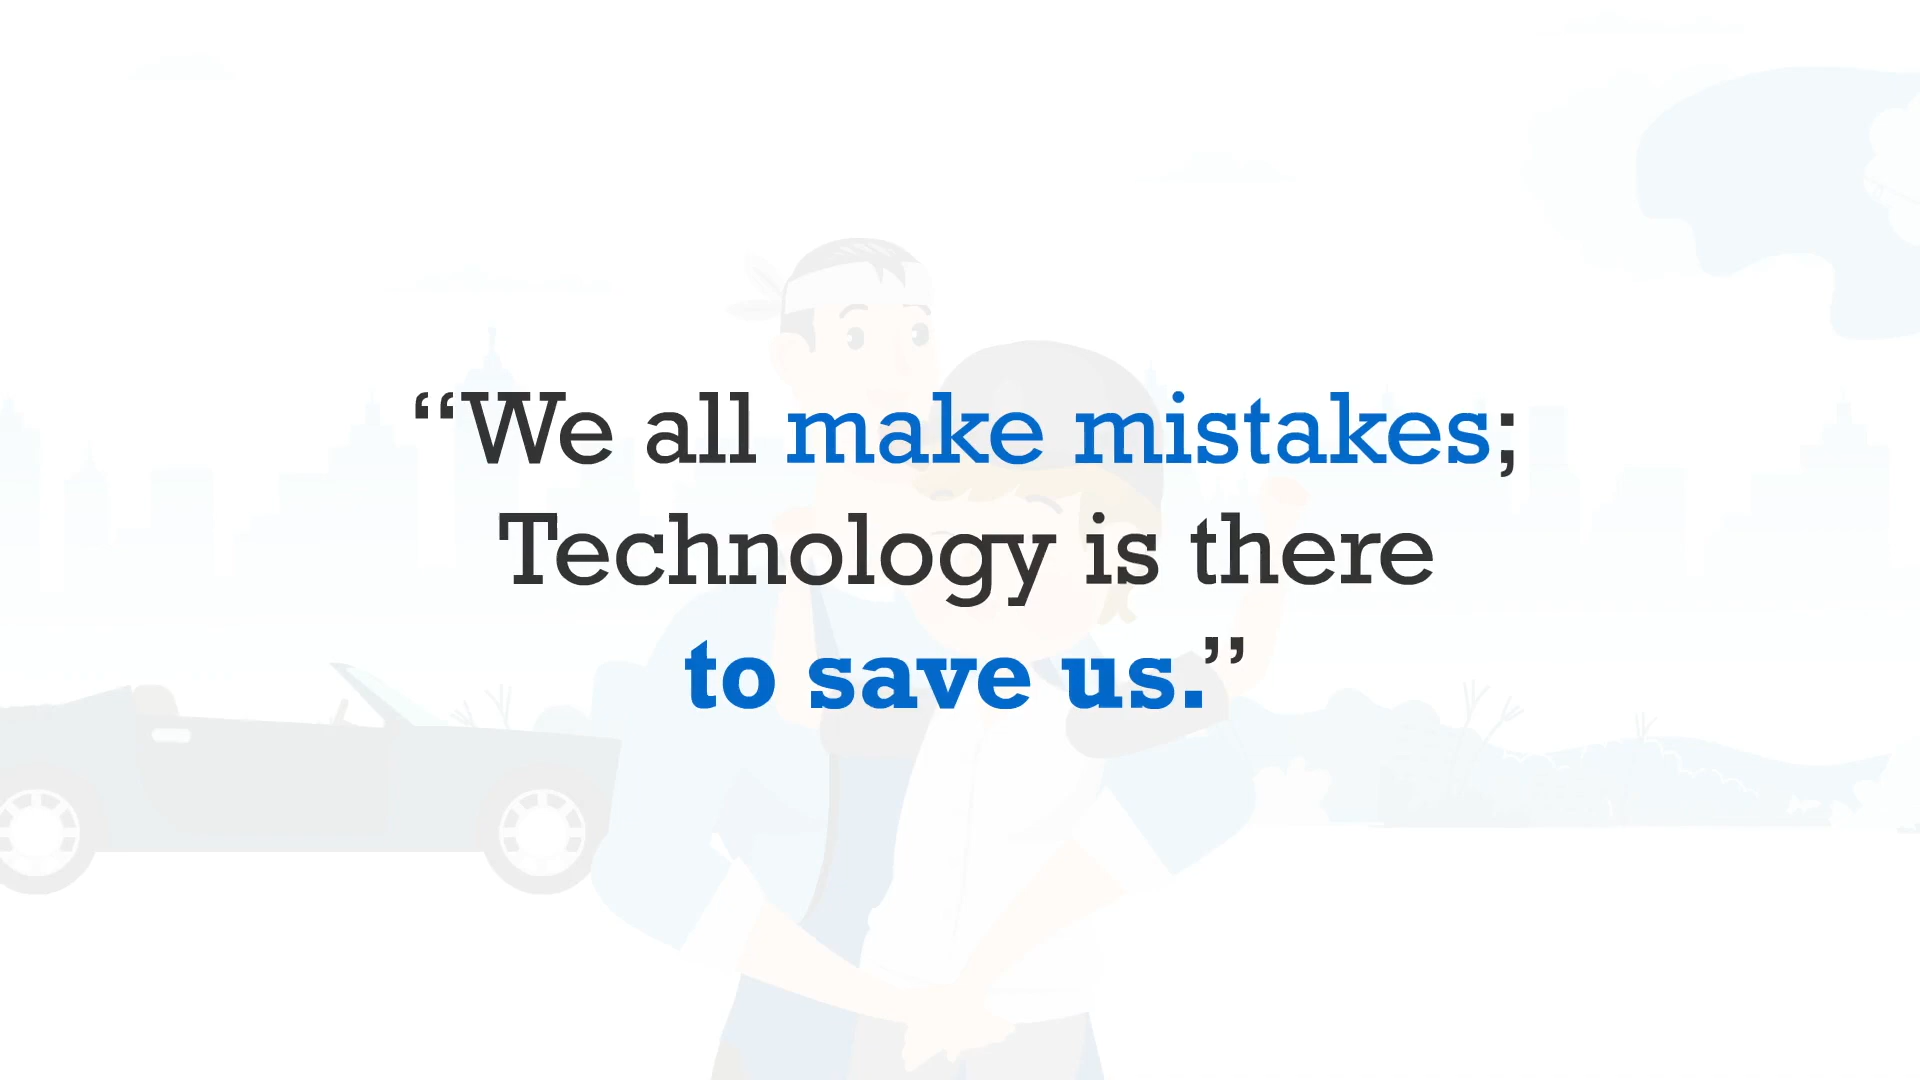 “We all make mistakes;
Technology is there
to save us.”